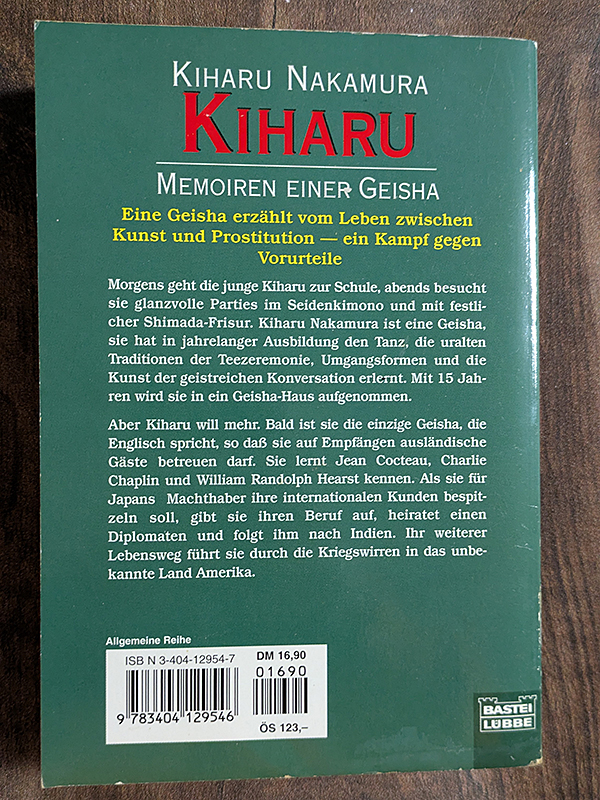 KIHARU NAKAMURA
KIHARU
MEMOIREN EINER GEISHA
Eine Geisha erzählt vom Leben zwischen
Kunst und Prostitution — ein Kampf gegen
Vorurteile
Morgens geht die junge Kiharu zur Schule, abends besucht
sie glanzvolle Parties im Seidenkimono und mit festli-
cher Shimada-Frisur. Kiharu Nakamura ist eine Geisha,
sie hat in jahrelanger Ausbildung den Tanz, die uralten
Traditionen der Teezeremonie, Umgangsformen und die
Kunst der geistreichen Konversation erlernt. Mit 15 Jah-
ren wird sie in ein Geisha-Haus aufgenommen.
Aber Kiharu will mehr. Bald ist sie die einzige Geisha, die
Englisch spricht, so daß sie auf Empfängen ausländische
Gäste betreuen darf. Sie lernt Jean Cocteau, Charlie
Chaplin und William Randolph Hearst kennen. Als sie für
Japans Machthaber ihre internationalen Kunden bespit-
zeln soll, gibt sie ihren Beruf auf, heiratet einen
Diplomaten und folgt ihm nach Indien. Ihr weiterer
Lebensweg führt sie durch die Kriegswirren in das unbe-
kannte Land Amerika.
Allgemeine Reihe
ISBN 3-404-12954-7
DM 16,90
01690
9 783404 129546
ÖS 123,–
BASTEI
LÜBBE